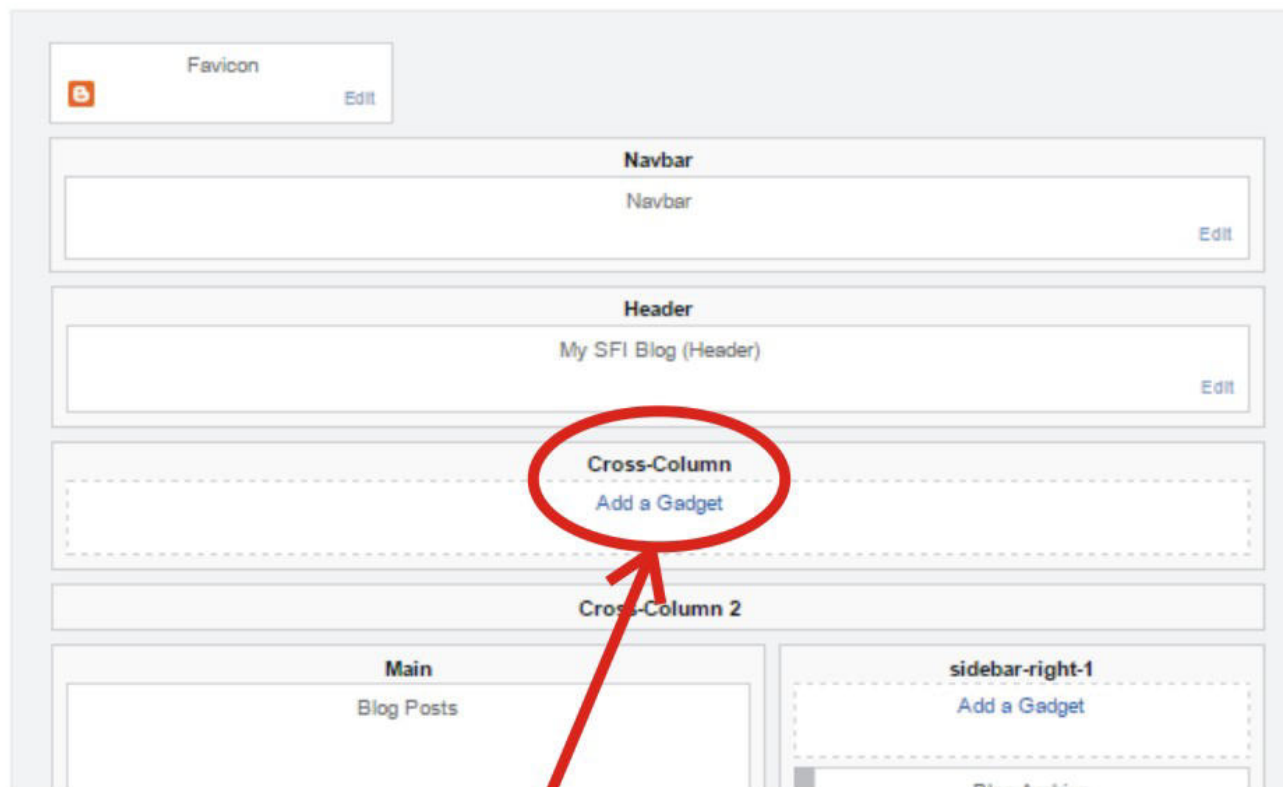 Favicon
Edit
Navbar
Navbar
Edit
Header
My SFI Blog (Header)
Edit
Cross-Column
Add a Gadget
Cross-Column 2
Main
Blog Posts
sidebar-right-1
Add a Gadget